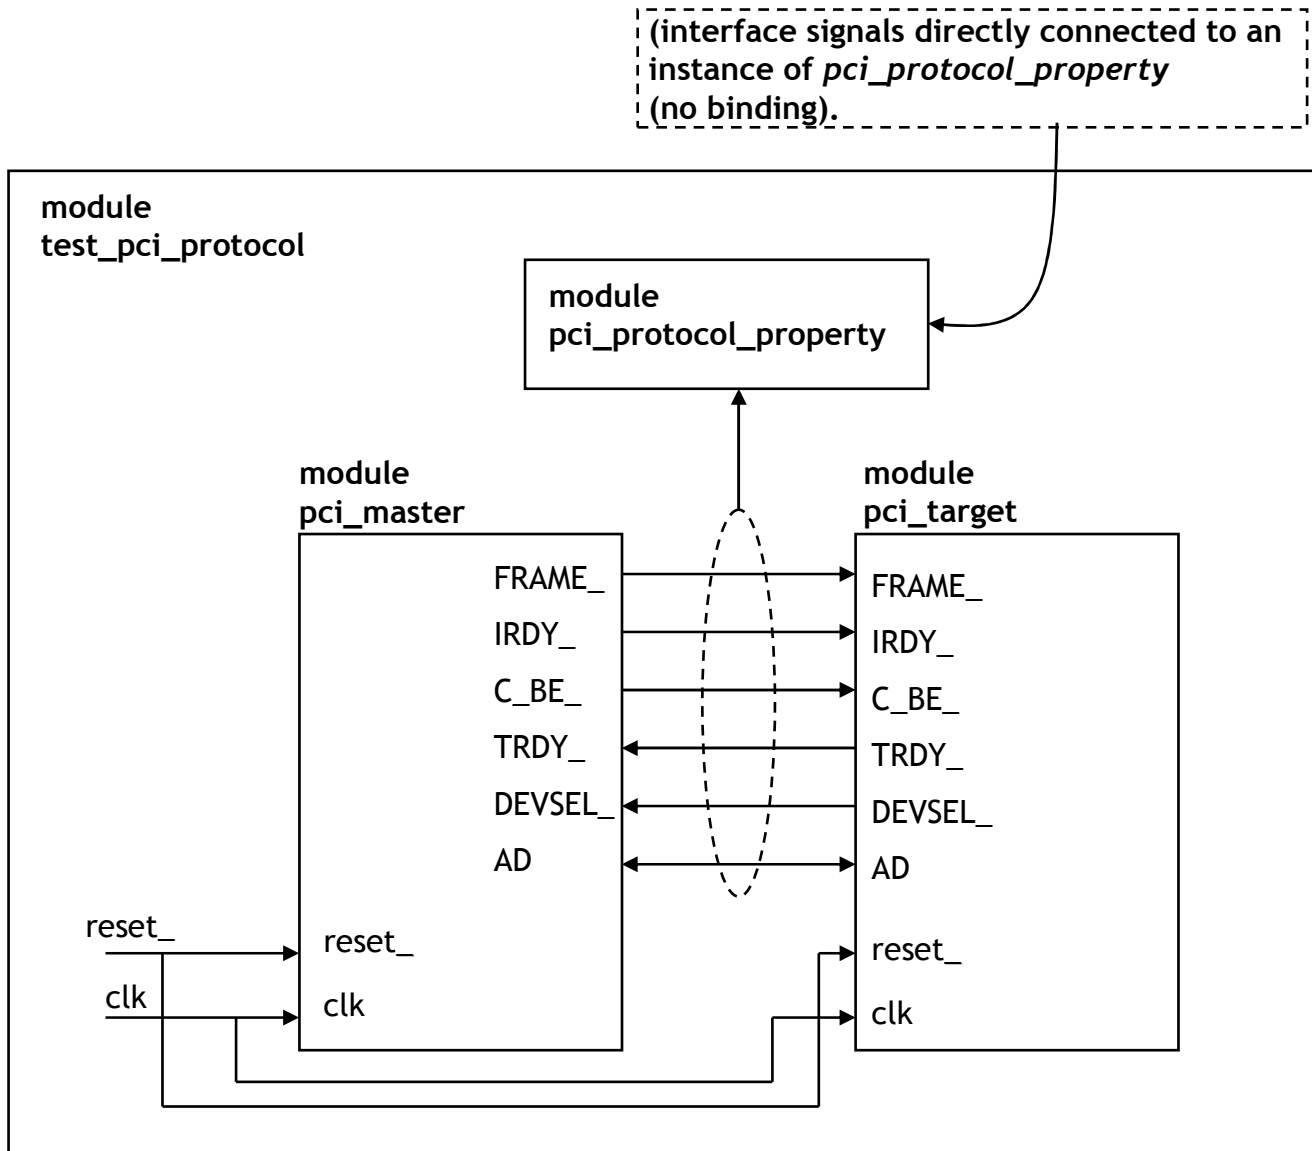 (interface signals directly connected to an
instance of pci_protocol_property
(no binding).
module
test_pci_protocol
module
pci_protocol_property
module
pci_master
module
pci_target
FRAME_
IRDY_
C_BE_
TRDY_
DEVSEL_
AD
reset_
clk
FRAME_
IRDY_
C_BE_
TRDY_
DEVSEL_
AD
reset_
clk
reset_
clk